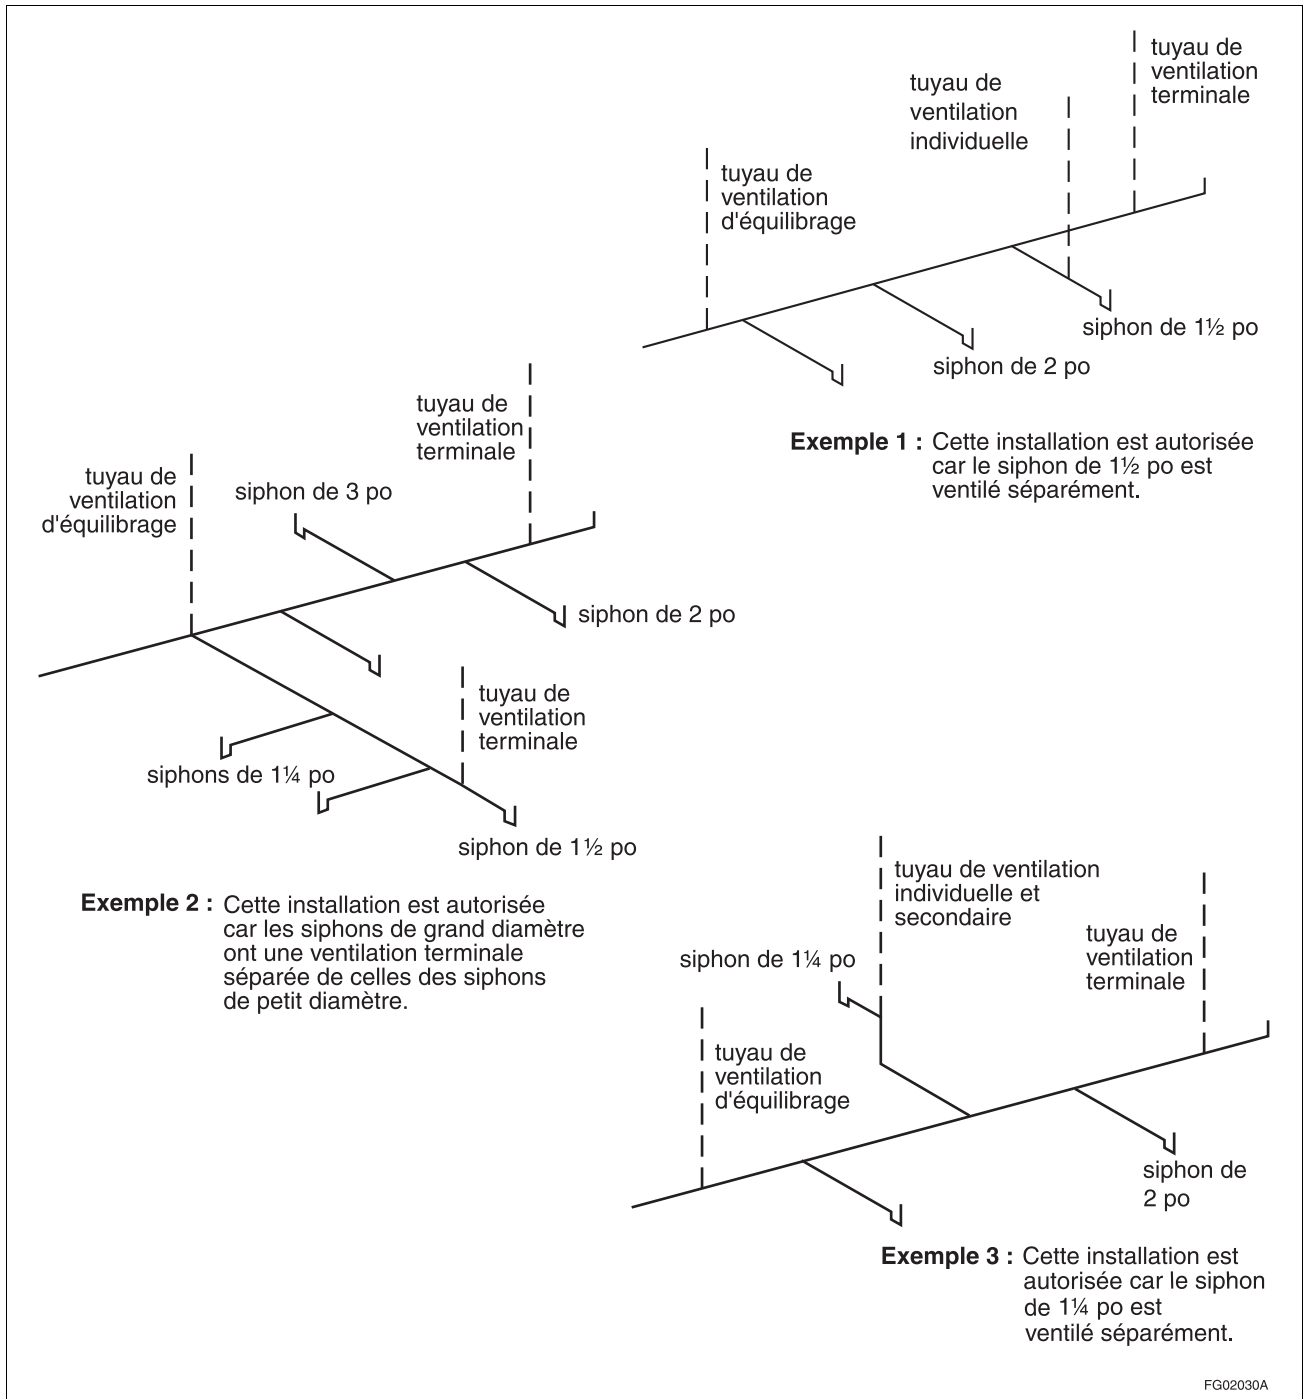 tuyau de
ventilation
terminale
tuyau de
ventilation
individuelle
tuyau de
ventilation
d'équilibrage
siphon de 1½ po
siphon de 2 po
Exemple 1 : Cette installation est autorisée
car le siphon de 1½ po est
ventilé séparément.
tuyau de
ventilation
terminale
tuyau de
ventilation
d'équilibrage
siphon de 3 po
siphon de 2 po
tuyau de
ventilation
terminale
siphons de 1¼ po
siphon de 1½ po
Exemple 2 : Cette installation est autorisée
car les siphons de grand diamètre
ont une ventilation terminale
séparée de celles des siphons
de petit diamètre.
tuyau de ventilation
individuelle et
secondaire
tuyau de
ventilation
terminale
siphon de 1¼ po
tuyau de
ventilation
d'équilibrage
siphon de
2 po
Exemple 3 : Cette installation est
autorisée car le siphon
de 1¼ po est
ventilé séparément.
FG02030A